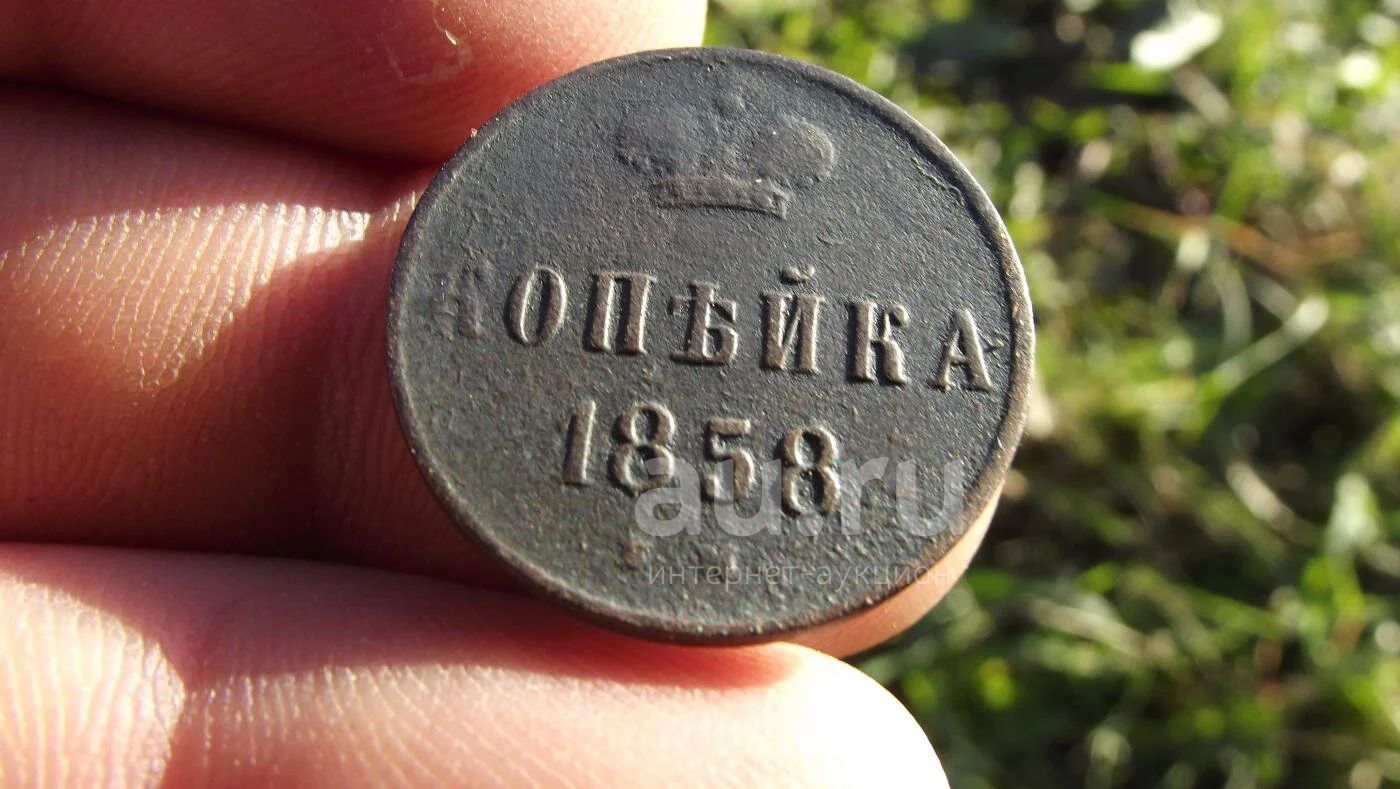 КОПѢЙКА
1858
au.ru
интернет-аукцион